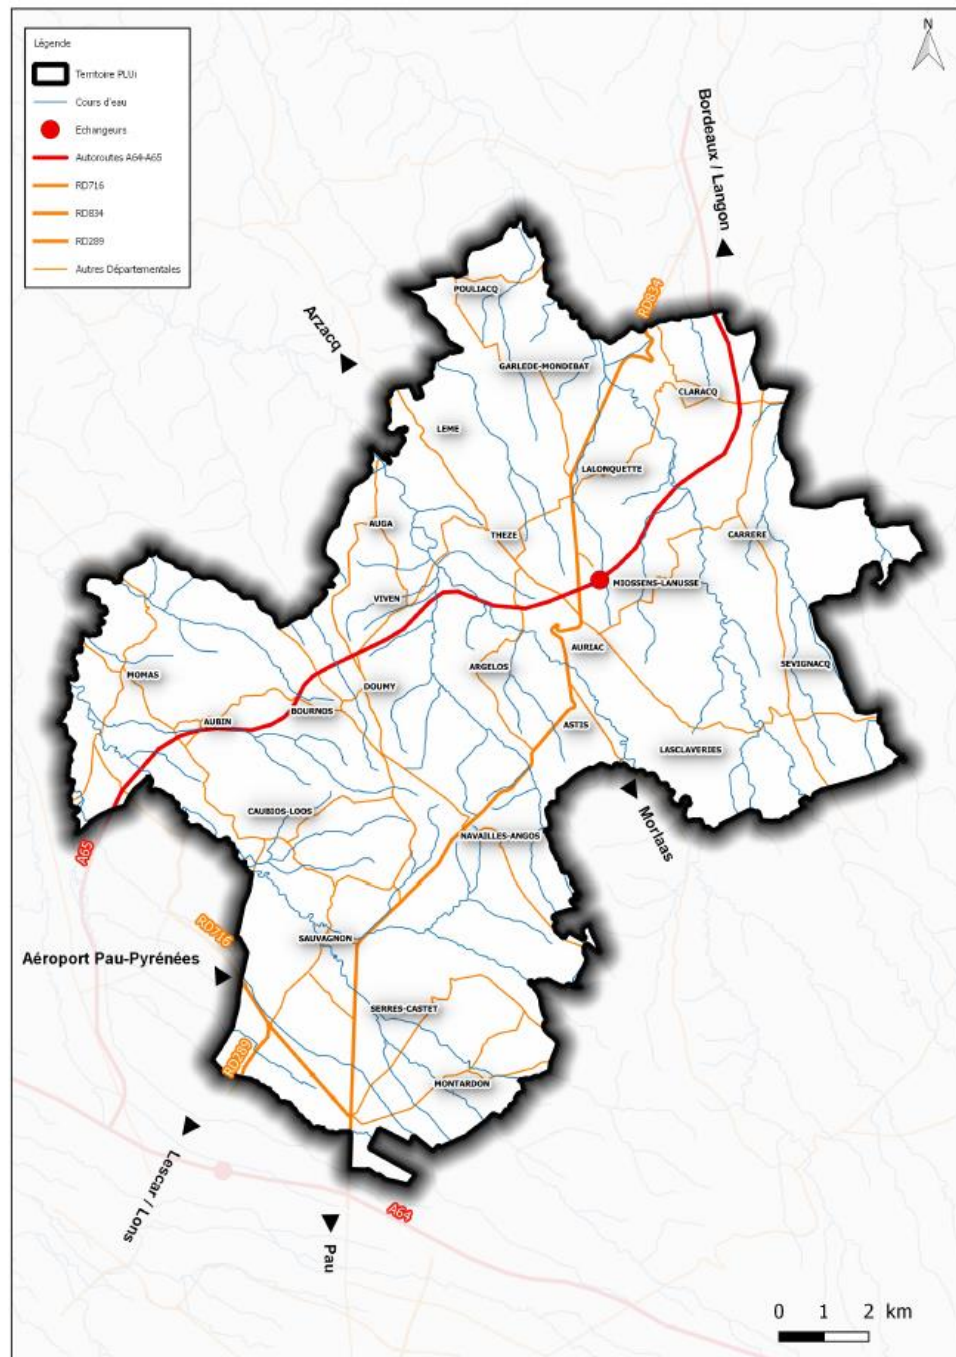 N
Légende
Territoire PLUi
Cours d'eau
Echangeurs
Autoroutes A64-A65
RD716
RD834
RD289
Autres Départementales
Bordeaux / Langon
Arzacq
RD834
POULIACQ
GARLEDE-MONDEBAT
CLARACQ
LEME
LALONQUETTE
AUGA
THEZE
CARRERE
MIOSSENS-LANUSSE
VIVEN
AURIAC
ARGELOS
SEVIGNACQ
MOMAS
DOUMY
BOURNOS
AUBIN
ASTIS
LASCLAVERIES
CAUBIOS-LOOS
NAVAILLES-ANGOS
Morlaas
A65
RD716
SAUVAGNON
Aéroport Pau-Pyrénées
SERRES-CASTET
RD289
MONTARDON
Lescar / Lons
A64
Pau
0 1 2 km